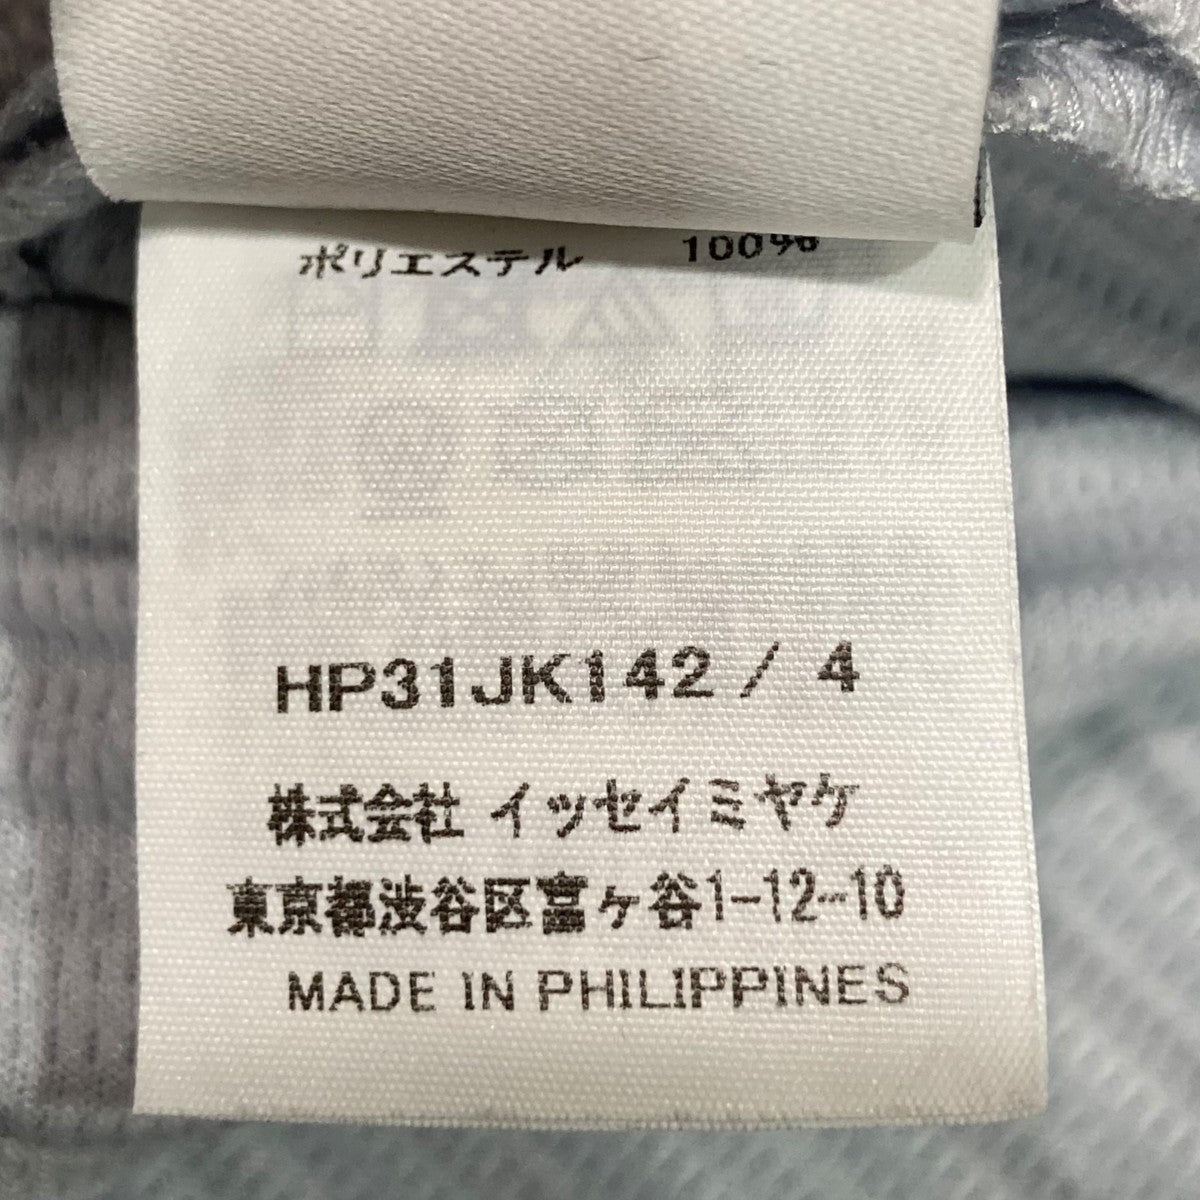 ポリエステル 100%
HP31JK142 / 4
株式会社 イッセイミヤケ
東京都渋谷区富ヶ谷1-12-10
MADE IN PHILIPPINES